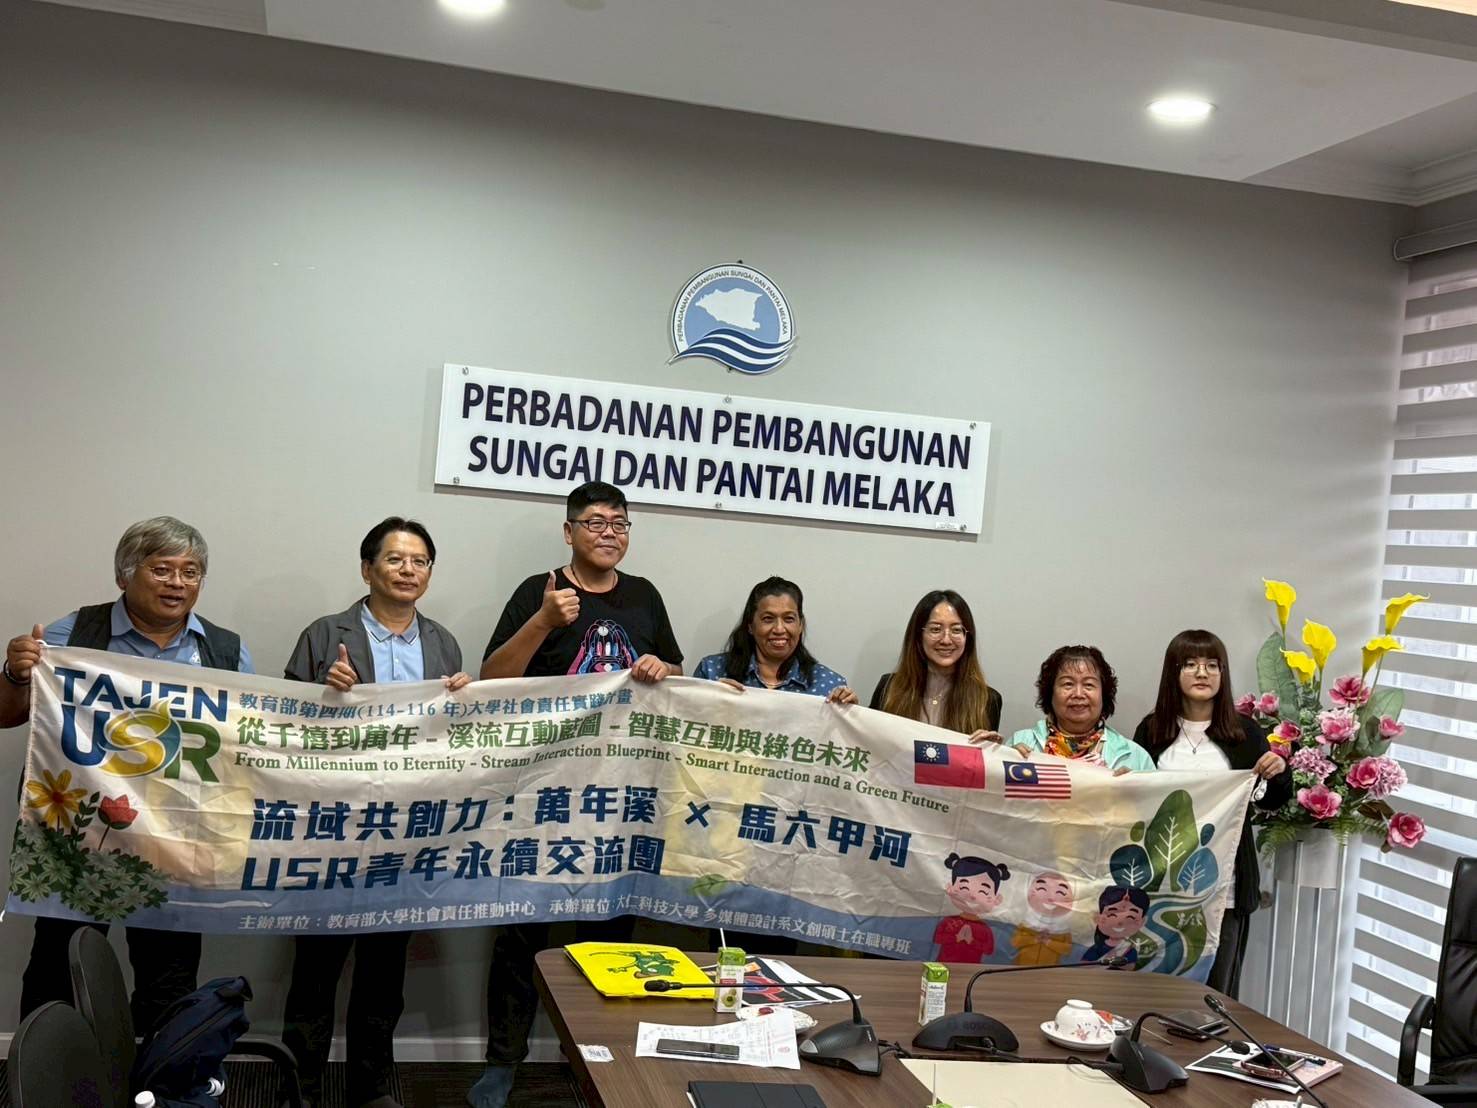 PERBADANAN PEMBANGUNAN SUNGAI DAN PANTAI MELAKA
PERBADANAN PEMBANGUNAN
SUNGAI DAN PANTAI MELAKA
TAJEN
USR
教育部第四期(114-116 年)大學社會責任實踐計畫
從千禧到萬年 - 溪流互動藍圖 - 智慧互動與綠色未來
From Millennium to Eternity - Stream Interaction Blueprint - Smart Interaction and a Green Future
流域共創力：萬年溪 × 馬六甲河
USR青年永續交流團
主辦單位：教育部大學社會責任推動中心 承辦單位:大仁科技大學 多媒體設計系文創碩士在職專班
BOSCH